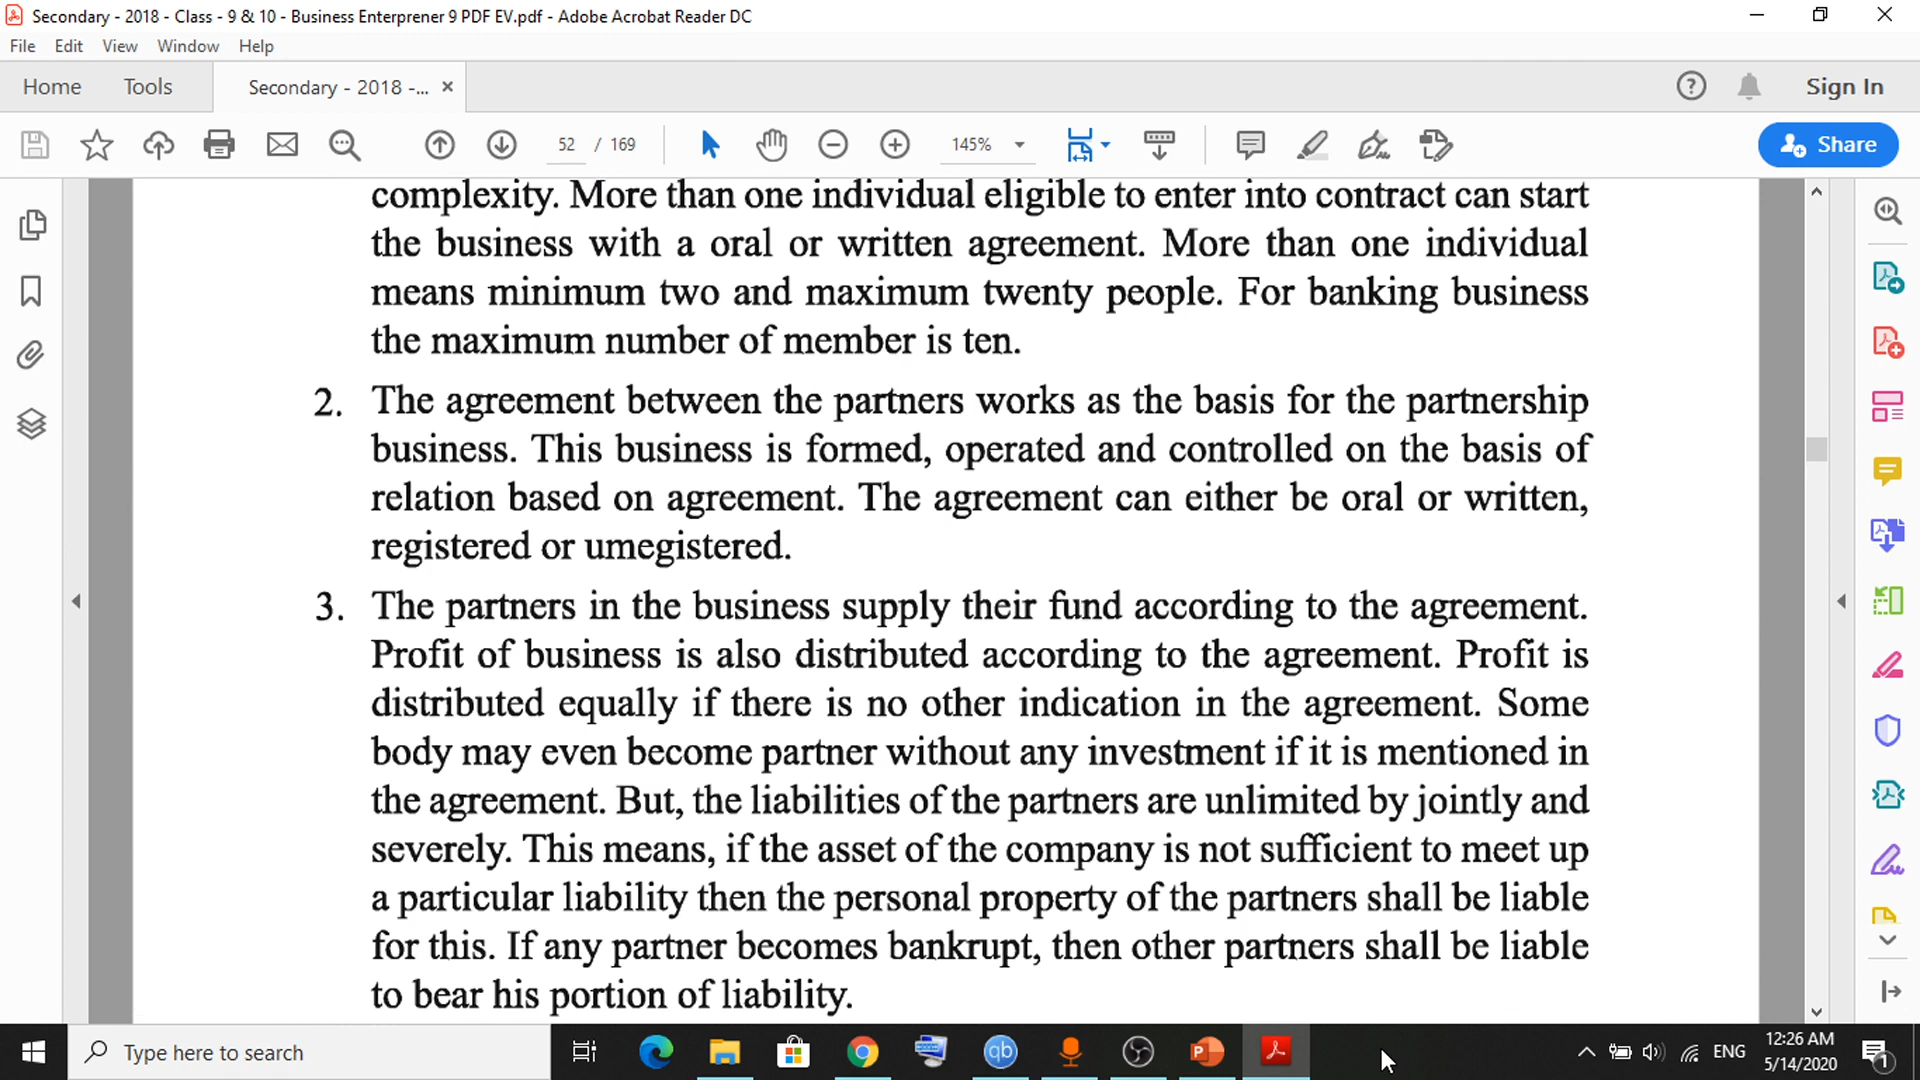 Secondary - 2018 - Class - 9 & 10 - Business Enterprener 9 PDF EV.pdf - Adobe Acrobat Reader DC
File Edit View Window Help
Home Tools Secondary - 2018 -... × Sign In
52 / 169 145% Share
complexity. More than one individual eligible to enter into contract can start
the business with a oral or written agreement. More than one individual
means minimum two and maximum twenty people. For banking business
the maximum number of member is ten.
2. The agreement between the partners works as the basis for the partnership
business. This business is formed, operated and controlled on the basis of
relation based on agreement. The agreement can either be oral or written,
registered or umegistered.
3. The partners in the business supply their fund according to the agreement.
Profit of business is also distributed according to the agreement. Profit is
distributed equally if there is no other indication in the agreement. Some
body may even become partner without any investment if it is mentioned in
the agreement. But, the liabilities of the partners are unlimited by jointly and
severely. This means, if the asset of the company is not sufficient to meet up
a particular liability then the personal property of the partners shall be liable
for this. If any partner becomes bankrupt, then other partners shall be liable
to bear his portion of liability.
Type here to search qb P ENG 12:26 AM
5/14/2020 1